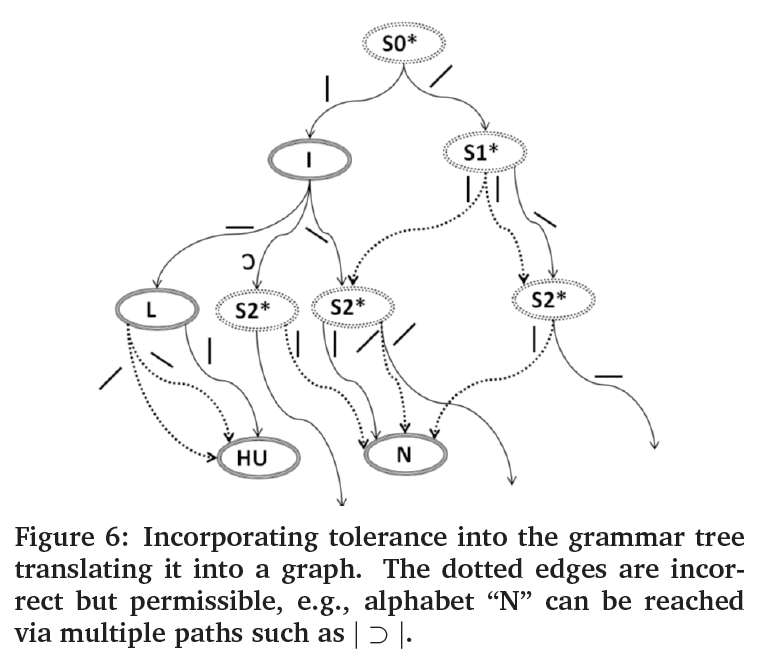 S0*
| /
I S1*
— ɔ \ | | \
L S2* S2* S2*
/ \ | | | / / | —
HU N
Figure 6: Incorporating tolerance into the grammar tree
translating it into a graph. The dotted edges are incor-
rect but permissible, e.g., alphabet “N” can be reached
via multiple paths such as | ⊃ |.